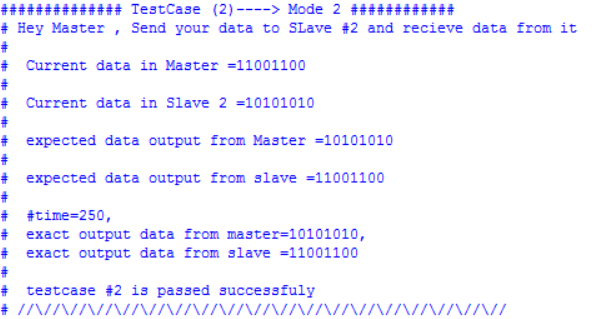 ############## TestCase (2)----> Mode 2 ############
# Hey Master , Send your data to SLave #2 and recieve data from it
#
#  Current data in Master =11001100
#
#  Current data in Slave 2 =10101010
#
#  expected data output from Master =10101010
#
#  expected data output from slave =11001100
#
#  #time=250,
#  exact output data from master=10101010,
#  exact output data from slave =11001100
#
#  testcase #2 is passed successfuly
# //\\//\\//\\//\\//\\//\\//\\//\\//\\//\\//\\//\\//\\//